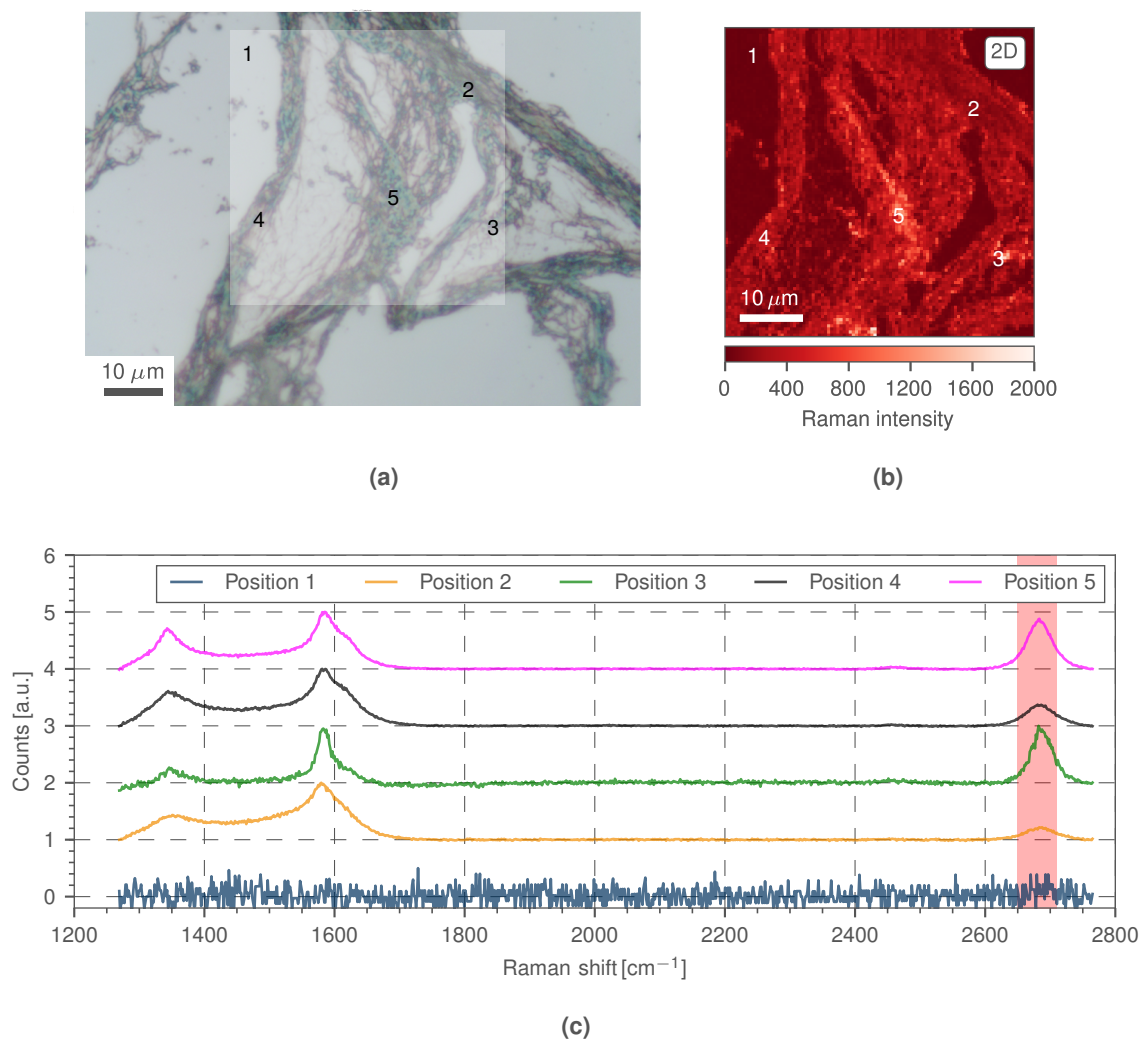 1
2
3
4
5
10 μm
(a)
1
2D
2
3
4
5
10 μm
0 400 800 1200 1600 2000
Raman intensity
(b)
6
5
4
3
2
1
0
Counts [a.u.]
Position 1 Position 2 Position 3 Position 4 Position 5
1200 1400 1600 1800 2000 2200 2400 2600 2800
Raman shift [cm⁻¹]
(c)